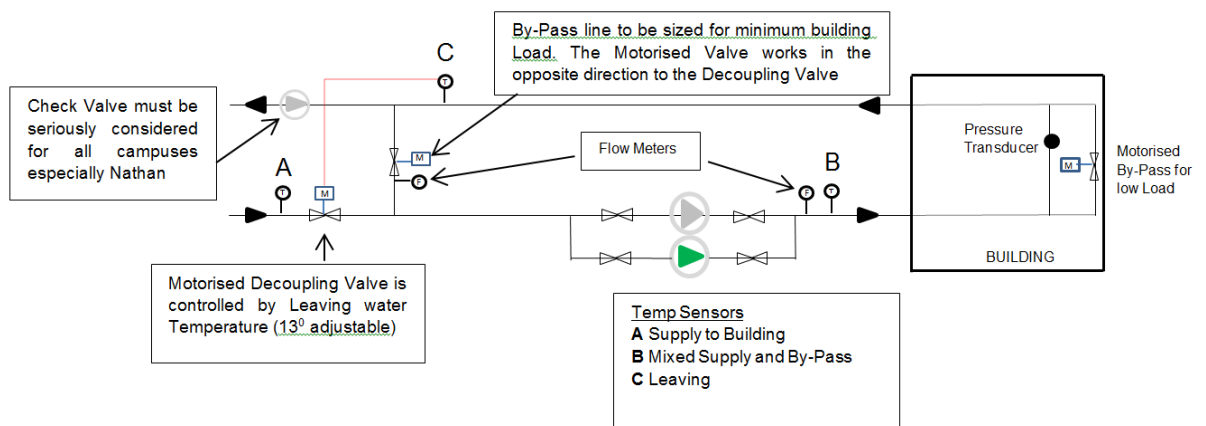 By-Pass line to be sized for minimum building
Load. The Motorised Valve works in the
opposite direction to the Decoupling Valve
C
T
Check Valve must be
seriously considered
for all campuses
especially Nathan
A
T
M
M
F
Flow Meters
B
F
T
Pressure
Transducer
M
Motorised
By-Pass for
low Load
BUILDING
Motorised Decoupling Valve is
controlled by Leaving water
Temperature (13⁰ adjustable)
Temp Sensors
A Supply to Building
B Mixed Supply and By-Pass
C Leaving